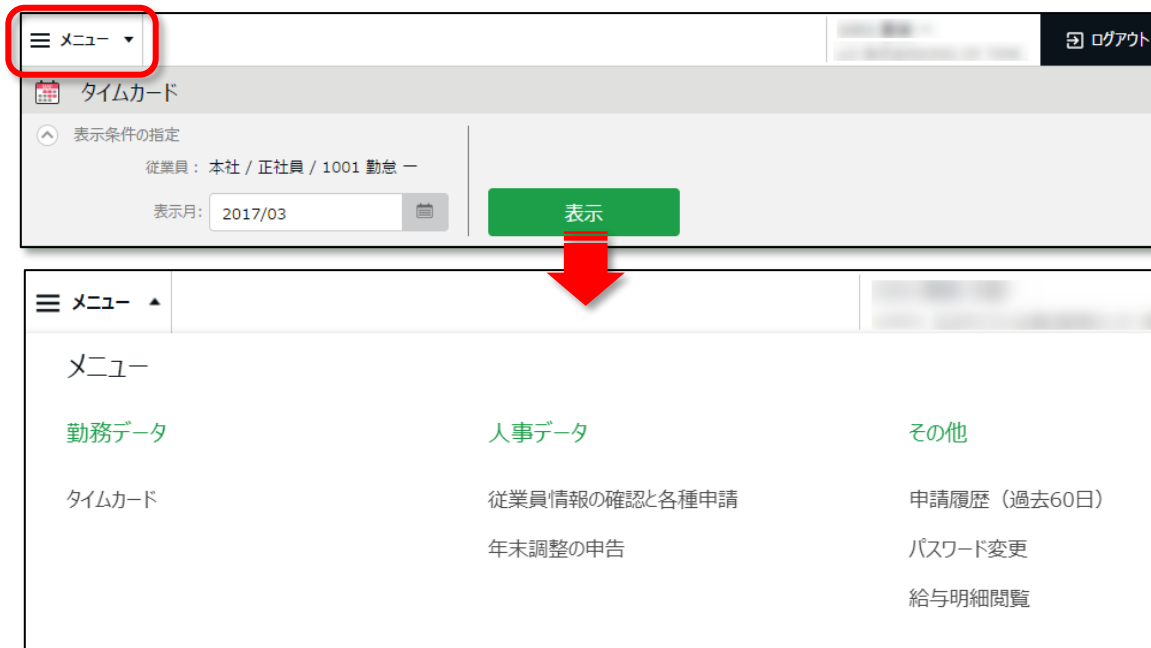 メニュー ▼
ログアウト
タイムカード
表示条件の指定
従業員： 本社 / 正社員 / 1001 勤怠 一
表示月: 2017/03
表示
メニュー ▲
メニュー
勤務データ
人事データ
その他
タイムカード
従業員情報の確認と各種申請
申請履歴（過去60日）
年末調整の申告
パスワード変更
給与明細閲覧